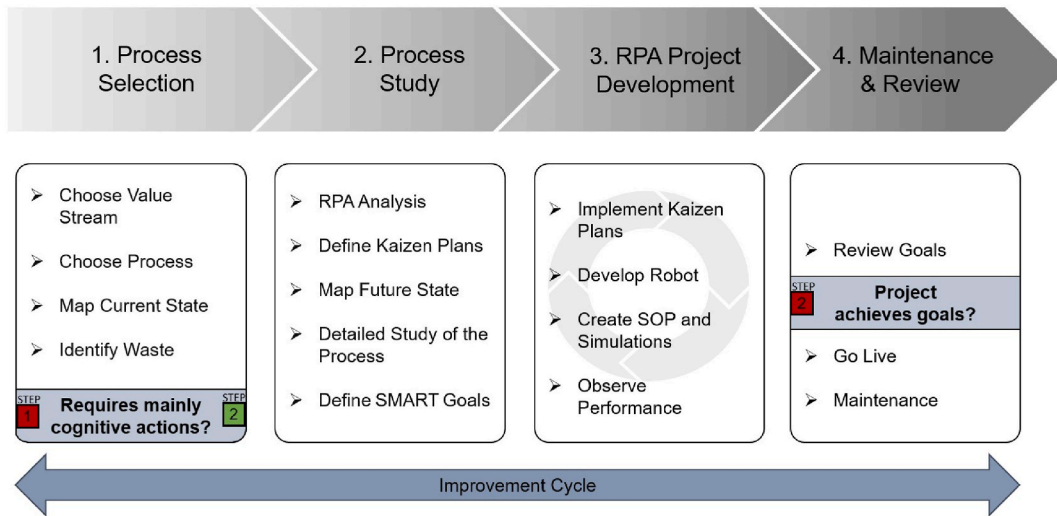 1. Process
Selection
2. Process
Study
3. RPA Project
Development
4. Maintenance
& Review
➢ Choose Value
Stream
➢ Choose Process
➢ Map Current State
➢ Identify Waste
STEP
1
Requires mainly
cognitive actions?
STEP
2
➢ RPA Analysis
➢ Define Kaizen Plans
➢ Map Future State
➢ Detailed Study of the
Process
➢ Define SMART Goals
➢ Implement Kaizen
Plans
➢ Develop Robot
➢ Create SOP and
Simulations
➢ Observe
Performance
➢ Review Goals
STEP
2
Project
achieves goals?
➢ Go Live
➢ Maintenance
Improvement Cycle